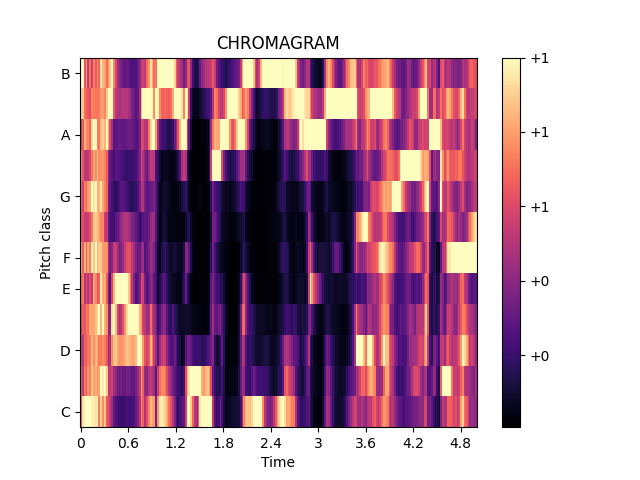 CHROMAGRAM
Pitch class
B
A
G
F
E
D
C
0 0.6 1.2 1.8 2.4 3 3.6 4.2 4.8
Time
+1
+1
+1
+0
+0